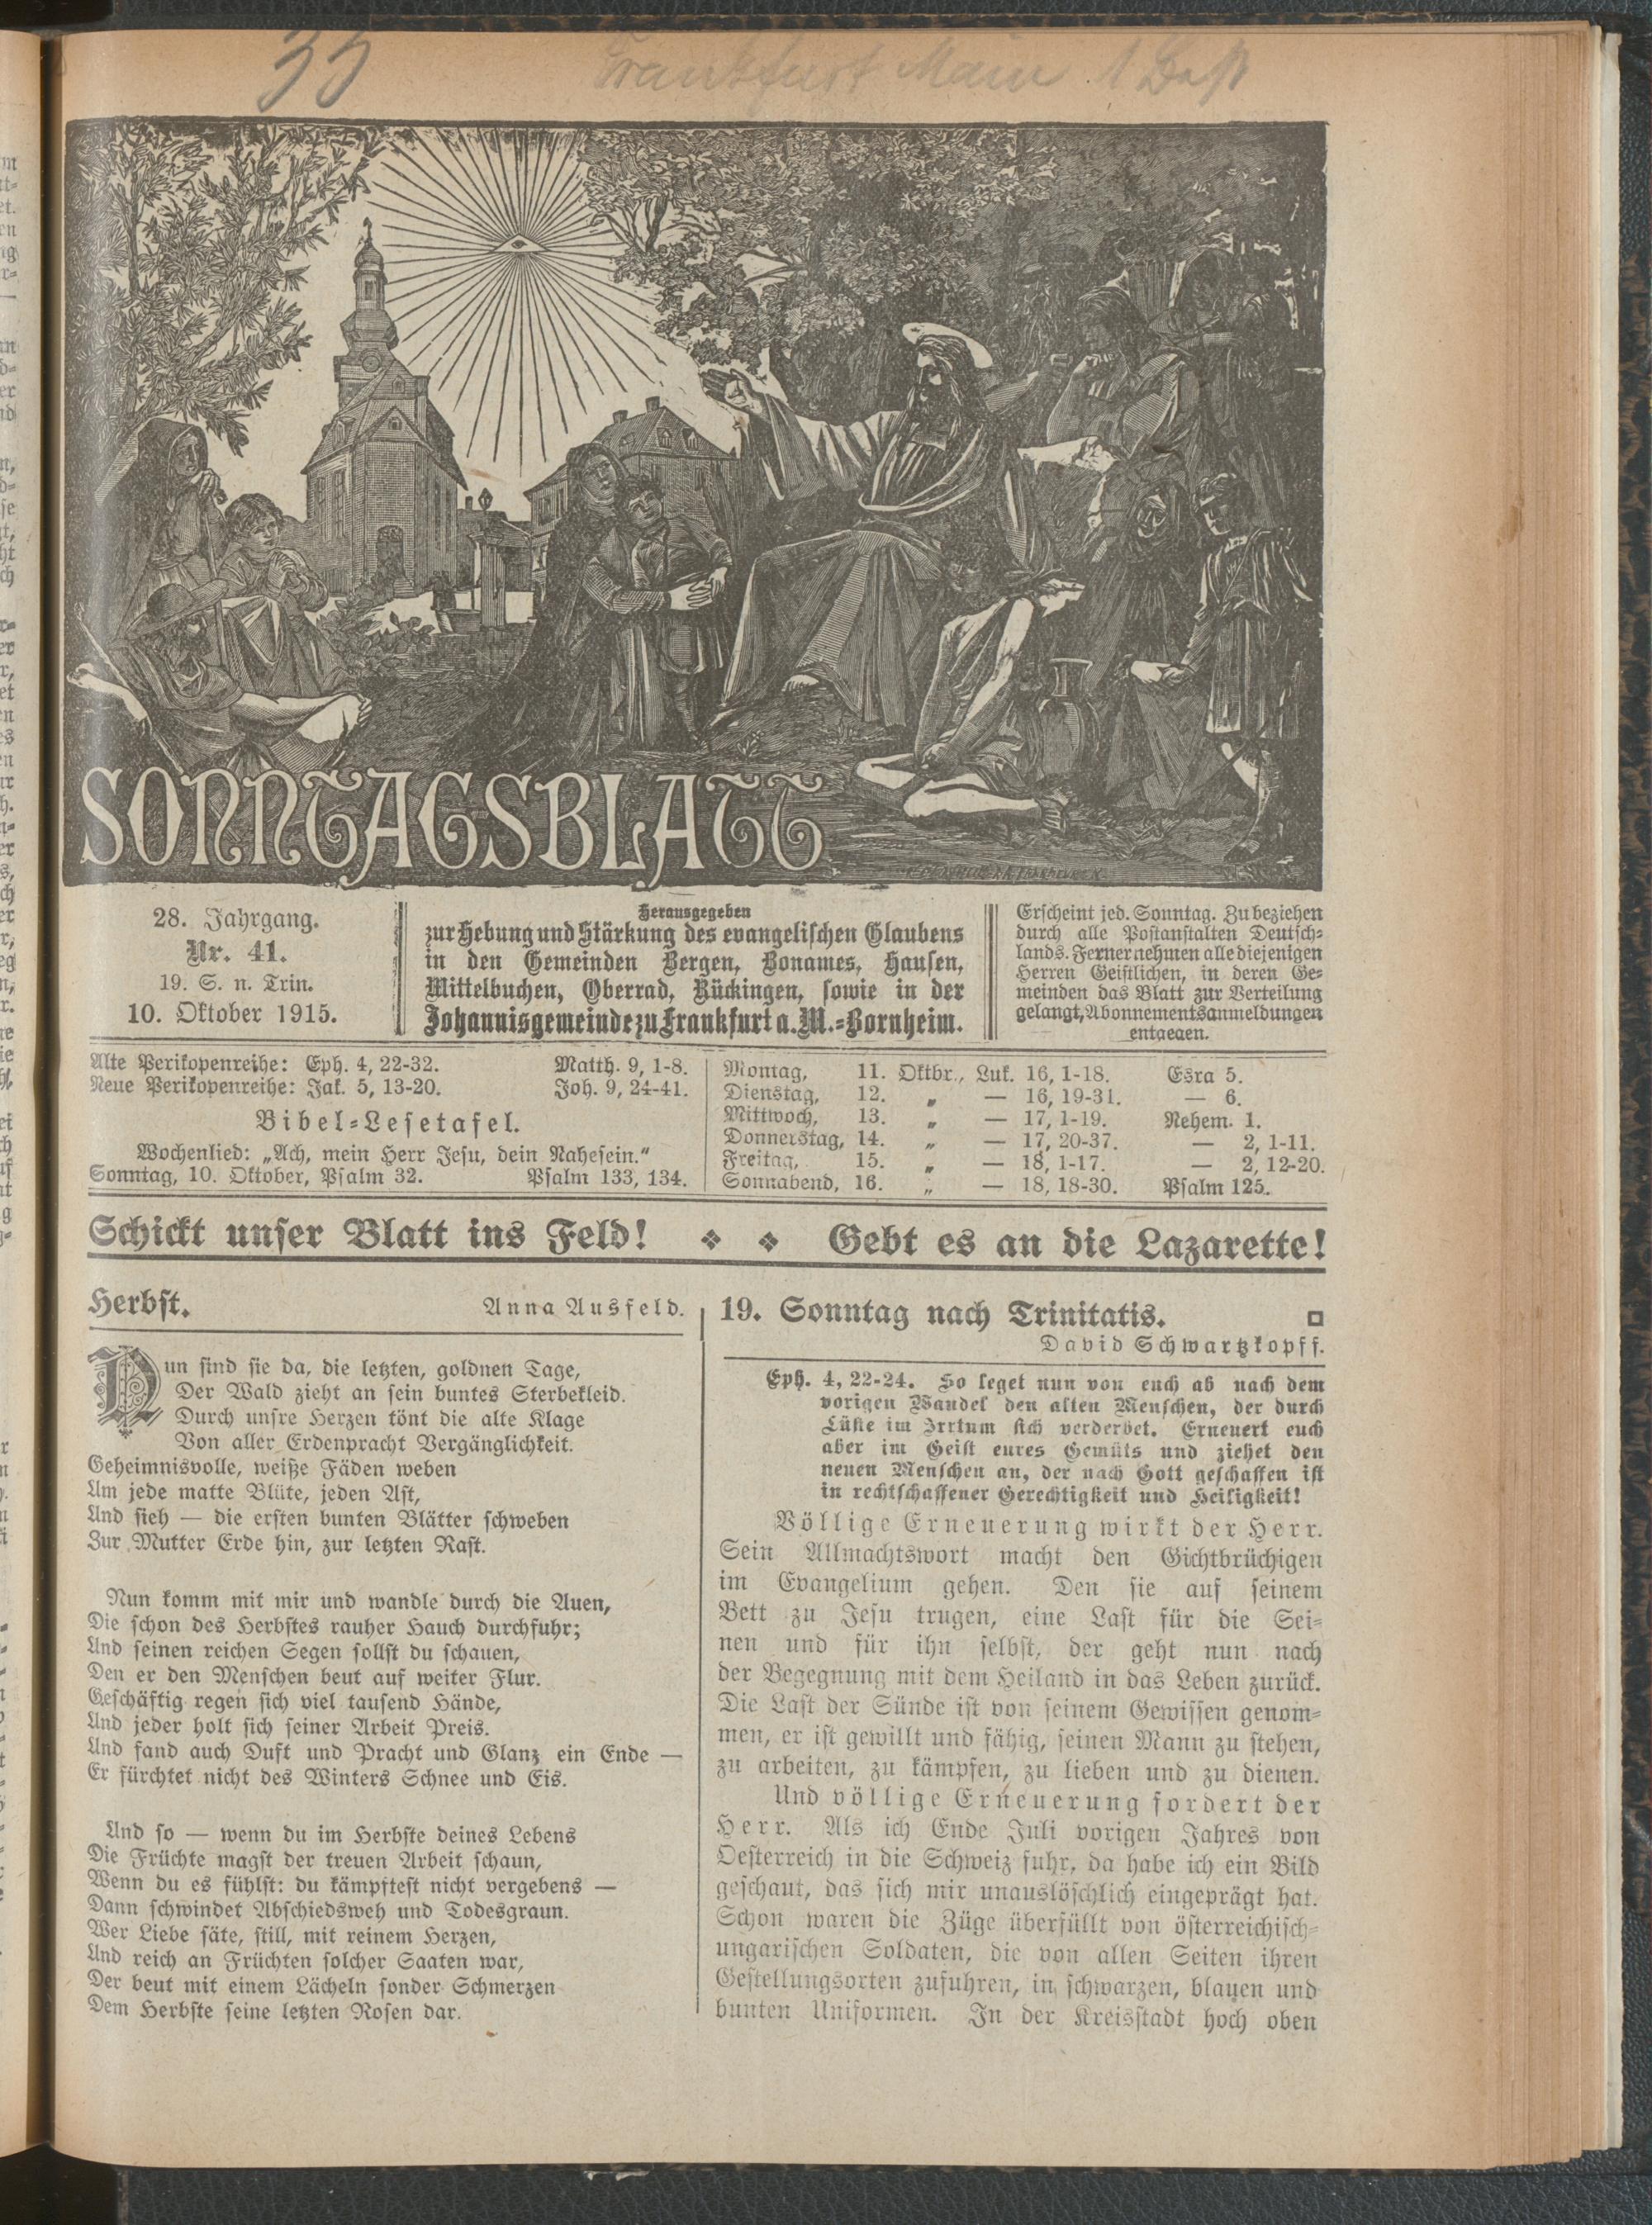 35 Frankfurt Main 1
SONNTAGSBLATT
28. Jahrgang.
Nr. 41.
19. S. n. Trin.
10. Oktober 1915.
Herausgegeben
zur Hebung und Stärkung des evangelischen Glaubens
in den Gemeinden Bergen, Bonames, Hausen,
Mittelbuchen, Oberrad, Rückingen, sowie in der
Johannisgemeinde zu Frankfurt a. M.-Bornheim.
Erscheint jed. Sonntag. Zu beziehen
durch alle Postanstalten Deutsch-
lands. Ferner nehmen alle diejenigen
Herren Geistlichen, in deren Ge-
meinden das Blatt zur Verteilung
gelangt, Abonnementsanmeldungen
entgegen.
Alte Perikopenreihe: Eph. 4, 22-32. Matth. 9, 1-8.
Neue Perikopenreihe: Jak. 5, 13-20. Joh. 9, 24-41.
Bibel-Lesetafel.
Wochenlied: „Ach, mein Herr Jesu, dein Nahesein.“
Sonntag, 10. Oktober, Psalm 32. Psalm 133, 134.
Montag, 11. Oktbr., Luk. 16, 1-18. Esra 5.
Dienstag, 12. „ — 16, 19-31. — 6.
Mittwoch, 13. „ — 17, 1-19. Nehem. 1.
Donnerstag, 14. „ — 17, 20-37. — 2, 1-11.
Freitag, 15. „ — 18, 1-17. — 2, 12-20.
Sonnabend, 16. „ — 18, 18-30. Psalm 125.
Schickt unser Blatt ins Feld! Gebt es an die Lazarette!
Herbst. Anna Ausfeld.
Nun sind sie da, die letzten, goldnen Tage,
Der Wald zieht an sein buntes Sterbekleid.
Durch unsre Herzen tönt die alte Klage
Von aller Erdenpracht Vergänglichkeit.
Geheimnisvolle, weiße Fäden weben
Um jede matte Blüte, jeden Ast,
Und sieh — die ersten bunten Blätter schweben
Zur Mutter Erde hin, zur letzten Rast.
Nun komm mit mir und wandle durch die Auen,
Die schon des Herbstes rauher Hauch durchfuhr;
Und seinen reichen Segen sollst du schauen,
Den er den Menschen beut auf weiter Flur.
Geschäftig regen sich viel tausend Hände,
Und jeder holt sich seiner Arbeit Preis.
Und fand auch Duft und Pracht und Glanz ein Ende —
Er fürchtet nicht des Winters Schnee und Eis.
Und so — wenn du im Herbste deines Lebens
Die Früchte magst der treuen Arbeit schaun,
Wenn du es fühlst: du kämpftest nicht vergebens —
Dann schwindet Abschiedsweh und Todesgraun.
Wer Liebe säte, still, mit reinem Herzen,
Und reich an Früchten solcher Saaten war,
Der beut mit einem Lächeln sonder Schmerzen
Dem Herbste seine letzten Rosen dar.
19. Sonntag nach Trinitatis.
David Schwartzkopff.
Eph. 4, 22-24. So leget nun von euch ab nach dem
vorigen Wandel den alten Menschen, der durch
Lüste im Irrtum sich verderbet. Erneuert euch
aber im Geist eures Gemüts und ziehet den
neuen Menschen an, der nach Gott geschaffen ist
in rechtschaffener Gerechtigkeit und Heiligkeit!
Völlige Erneuerung wirkt der Herr.
Sein Allmachtswort macht den Gichtbrüchigen
im Evangelium gehen. Den sie auf seinem
Bett zu Jesu trugen, eine Last für die Sei-
nen und für ihn selbst, der geht nun nach
der Begegnung mit dem Heiland in das Leben zurück.
Die Last der Sünde ist von seinem Gewissen genom-
men, er ist gewillt und fähig, seinen Mann zu stehen,
zu arbeiten, zu kämpfen, zu lieben und zu dienen.
Und völlige Erneuerung fordert der
Herr. Als ich Ende Juli vorigen Jahres von
Oesterreich in die Schweiz fuhr, da habe ich ein Bild
geschaut, das sich mir unauslöschlich eingeprägt hat.
Schon waren die Züge überfüllt von österreichisch-
ungarischen Soldaten, die von allen Seiten ihren
Gestellungsorten zufuhren, in schwarzen, blauen und
bunten Uniformen. In der Kreisstadt hoch oben